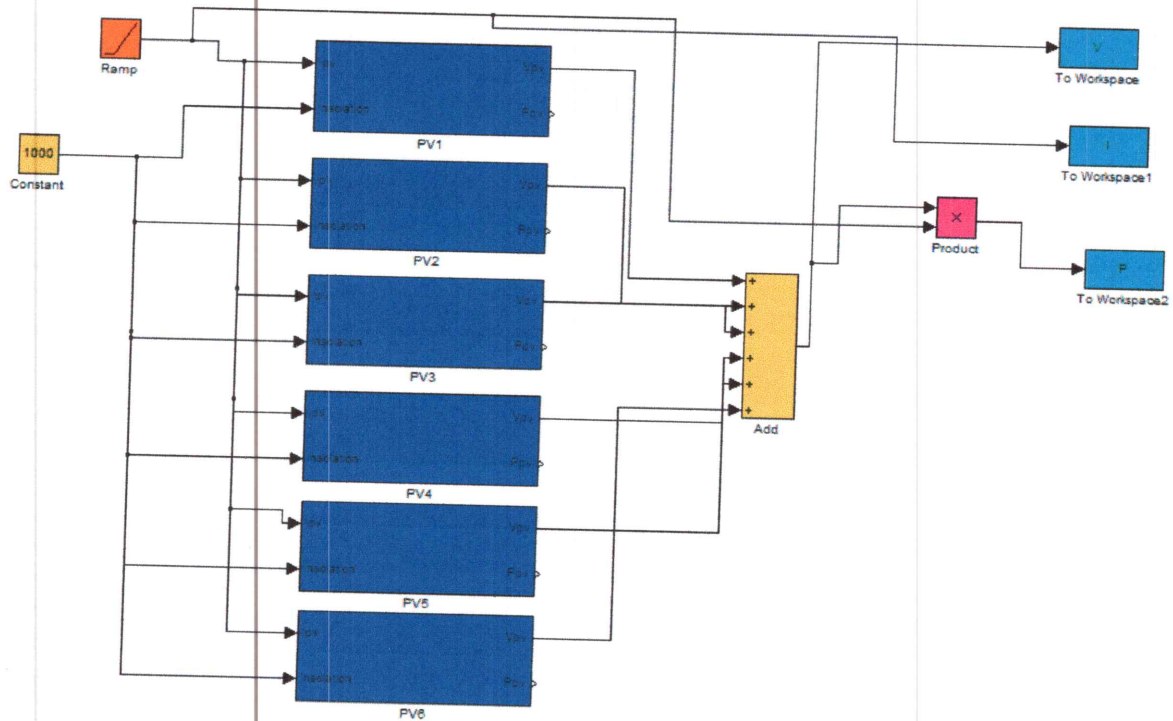 Ramp
1000
Constant
Ipv
Insolation
Vpv
Ppv
PV1
Ipv
Insolation
Vpv
Ppv
PV2
Ipv
Insolation
Vpv
Ppv
PV3
Ipv
Insolation
Vpv
Ppv
PV4
Ipv
Insolation
Vpv
Ppv
PV5
Ipv
Insolation
Vpv
Ppv
PV6
+
+
+
+
+
+
Add
×
Product
V
To Workspace
I
To Workspace1
P
To Workspace2